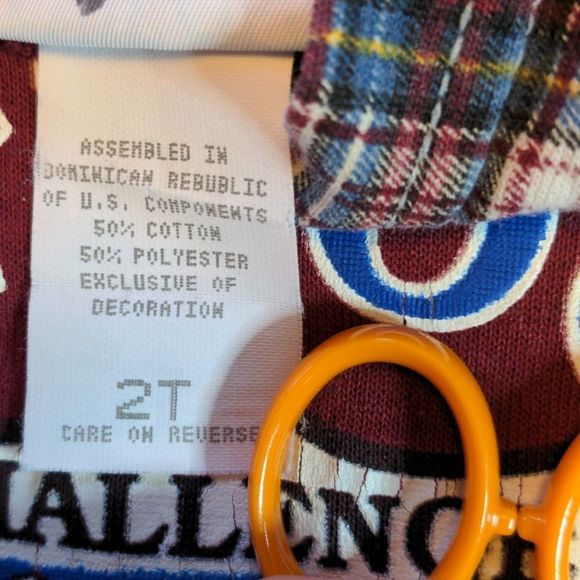 ASSEMBLED IN
DOMINICAN REBUBLIC
OF U.S. COMPONENTS
50% COTTON
50% POLYESTER
EXCLUSIVE OF
DECORATION
2T
CARE ON REVERSE